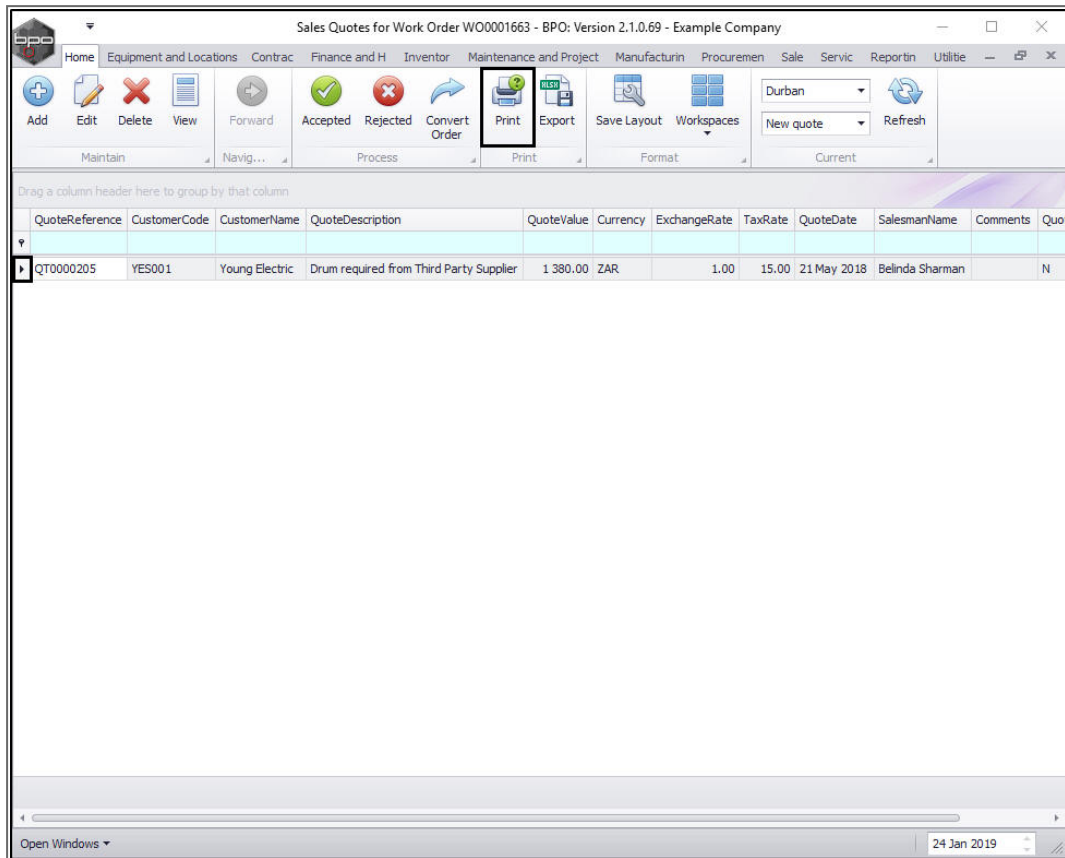 Sales Quotes for Work Order WO0001663 - BPO: Version 2.1.0.69 - Example Company
bpo
Home Equipment and Locations Contrac Finance and H Inventor Maintenance and Project Manufacturin Procuremen Sale Servic Reportin Utilitie
Add Edit Delete View Forward Accepted Rejected Convert Order Print Export Save Layout Workspaces Durban New quote Refresh
XLSX
Maintain Navig... Process Print Format Current
Drag a column header here to group by that column
QuoteReference CustomerCode CustomerName QuoteDescription QuoteValue Currency ExchangeRate TaxRate QuoteDate SalesmanName Comments Quo
QT0000205 YES001 Young Electric Drum required from Third Party Supplier 1 380.00 ZAR 1.00 15.00 21 May 2018 Belinda Sharman N
Open Windows 24 Jan 2019